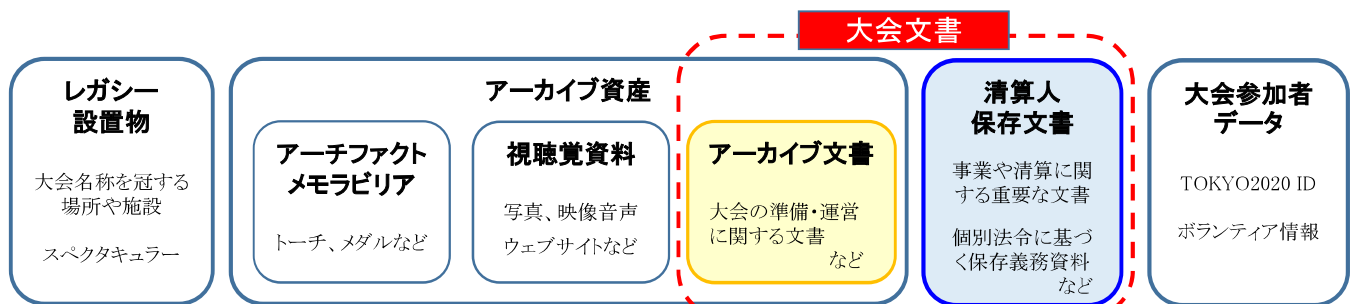 大会文書
レガシー
設置物
大会名称を冠する
場所や施設
スペクタキュラー
アーカイブ資産
アーチファクト
メモラビリア
トーチ、メダルなど
視聴覚資料
写真、映像音声
ウェブサイトなど
アーカイブ文書
大会の準備・運営
に関する文書
など
清算人
保存文書
事業や清算に関
する重要な文書
個別法令に基づ
く保存義務資料
など
大会参加者
データ
TOKYO2020 ID
ボランティア情報